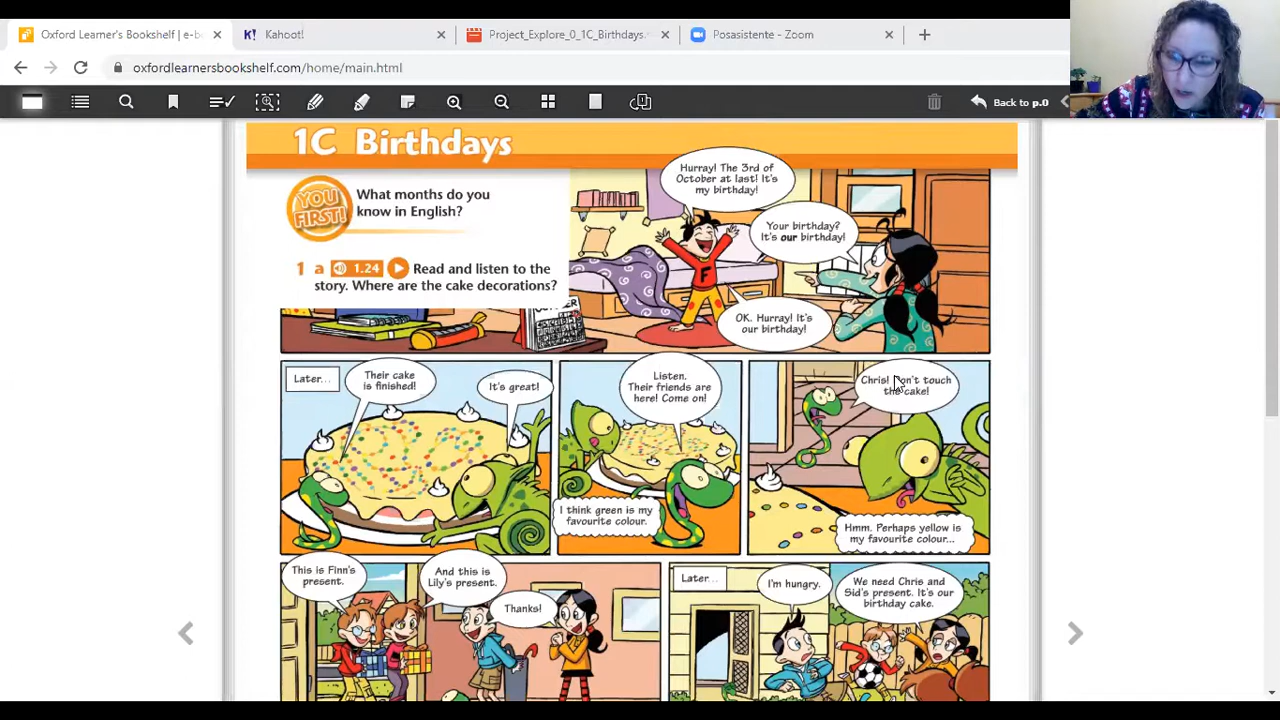 Oxford Learner's Bookshelf | e-b
K! Kahoot!
Project_Explore_0_1C_Birthdays.
Posasistente - Zoom
oxfordlearnersbookshelf.com/home/main.html
Back to p.0
1C Birthdays
YOU
FIRST!
What months do you
know in English?
1 a 1.24 Read and listen to the
story. Where are the cake decorations?
Hurray! The 3rd of
October at last! It's
my birthday!
Your birthday?
It's our birthday!
F
OK. Hurray! It's
our birthday!
Later...
Their cake
is finished!
It's great!
Listen.
Their friends are
here! Come on!
I think green is my
favourite colour.
Chris! Don't touch
the cake!
Hmm. Perhaps yellow is
my favourite colour...
This is Finn's
present.
And this is
Lily's present.
Thanks!
Later...
I'm hungry.
We need Chris and
Sid's present. It's our
birthday cake.